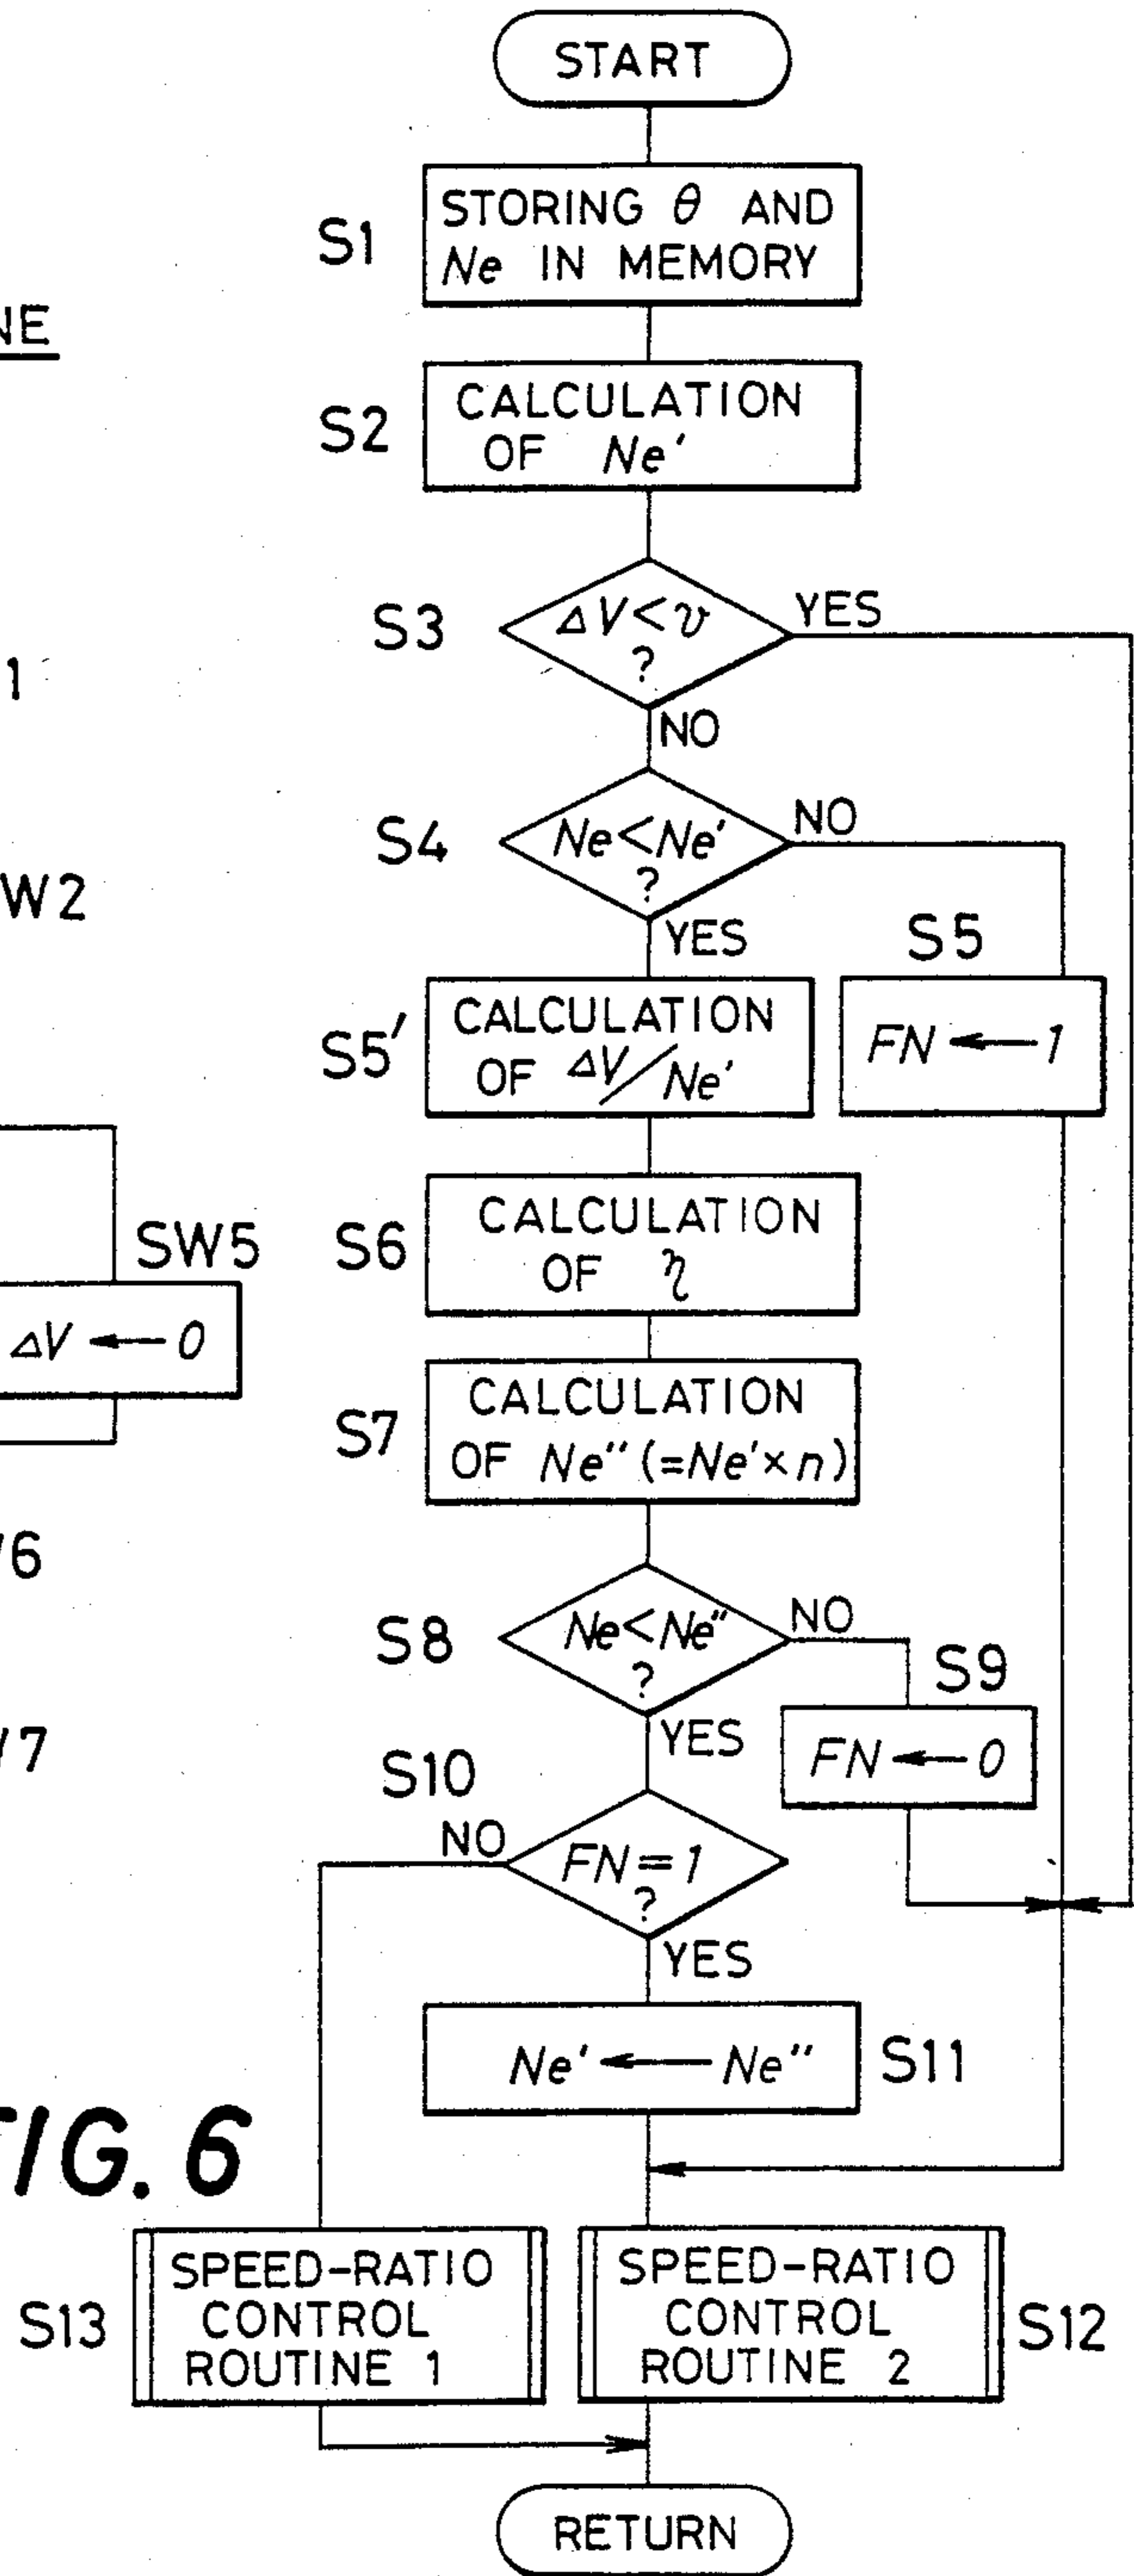 START
S1
STORING θ AND
Ne IN MEMORY
NE
S2
CALCULATION
OF Ne'
S3
ΔV<v
?
YES
NO
1
S4
Ne<Ne'
?
NO
YES
W2
S5
FN ← 1
S5'
CALCULATION
OF ΔV/Ne'
S6
CALCULATION
OF η
SW5
ΔV ← 0
S7
CALCULATION
OF Ne'' (=Ne'×n)
6
S8
Ne<Ne''
?
NO
YES
S9
FN ← 0
7
S10
NO
FN=1
?
YES
Ne' ← Ne''
S11
FIG. 6
S13
SPEED-RATIO
CONTROL
ROUTINE 1
SPEED-RATIO
CONTROL
ROUTINE 2
S12
RETURN